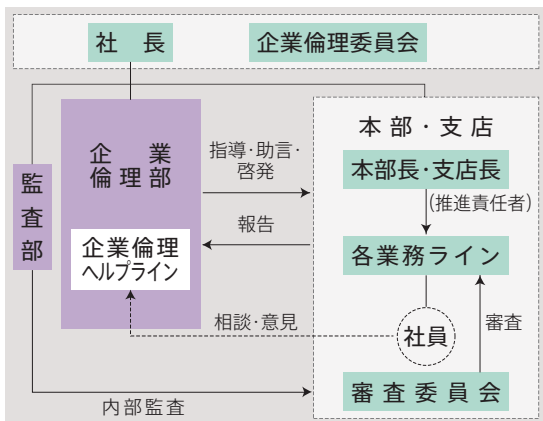 社長
企業倫理委員会
企業
倫理部
監査部
企業倫理
ヘルプライン
指導・助言・
啓発
報告
相談・意見
内部監査
本部・支店
本部長・支店長
(推進責任者)
各業務ライン
社員
審査
審査委員会